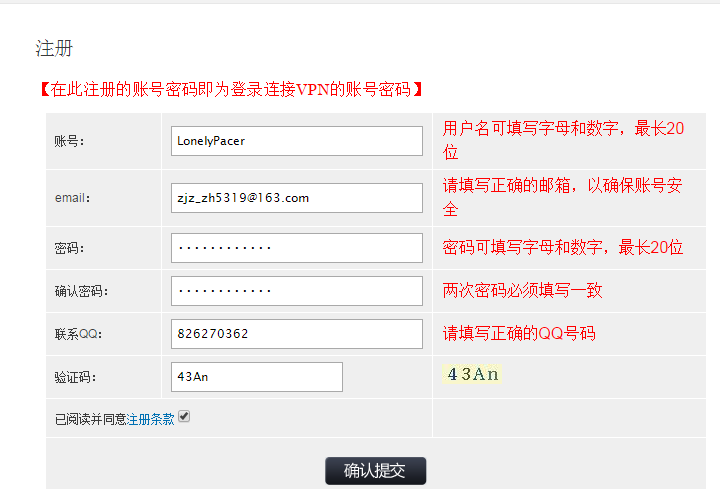 注册
【在此注册的账号密码即为登录连接VPN的账号密码】
账号： LonelyPacer 用户名可填写字母和数字，最长20
位
email： zjz_zh5319@163.com 请填写正确的邮箱，以确保账号安
全
密码： ············ 密码可填写字母和数字，最长20位
确认密码： ············ 两次密码必须填写一致
联系QQ： 826270362 请填写正确的QQ号码
验证码： 43An 43An
已阅读并同意注册条款
确认提交